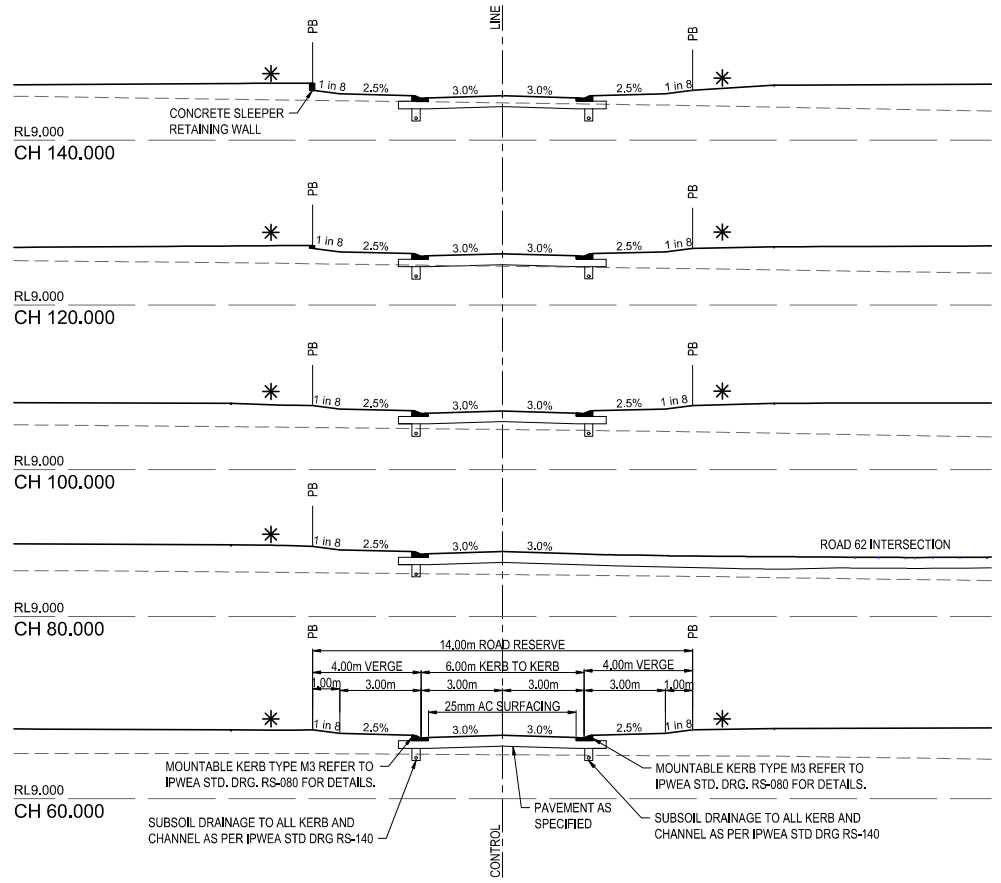 LINE
PB
PB
1 in 8
2.5%
3.0%
3.0%
2.5%
1 in 8
CONCRETE SLEEPER
RETAINING WALL
RL9.000
CH 140.000
PB
PB
1 in 8
2.5%
3.0%
3.0%
2.5%
1 in 8
RL9.000
CH 120.000
PB
PB
1 in 8
2.5%
3.0%
3.0%
2.5%
1 in 8
RL9.000
CH 100.000
PB
1 in 8
2.5%
3.0%
3.0%
ROAD 62 INTERSECTION
RL9.000
CH 80.000
PB
PB
14.00m ROAD RESERVE
4.00m VERGE
6.00m KERB TO KERB
4.00m VERGE
1.00m
3.00m
3.00m
3.00m
3.00m
1.00m
25mm AC SURFACING
1 in 8
2.5%
3.0%
3.0%
2.5%
1 in 8
MOUNTABLE KERB TYPE M3 REFER TO
IPWEA STD. DRG. RS-080 FOR DETAILS.
MOUNTABLE KERB TYPE M3 REFER TO
IPWEA STD. DRG. RS-080 FOR DETAILS.
RL9.000
CH 60.000
SUBSOIL DRAINAGE TO ALL KERB AND
CHANNEL AS PER IPWEA STD DRG RS-140
PAVEMENT AS
SPECIFIED
SUBSOIL DRAINAGE TO ALL KERB AND
CHANNEL AS PER IPWEA STD DRG RS-140
CONTROL